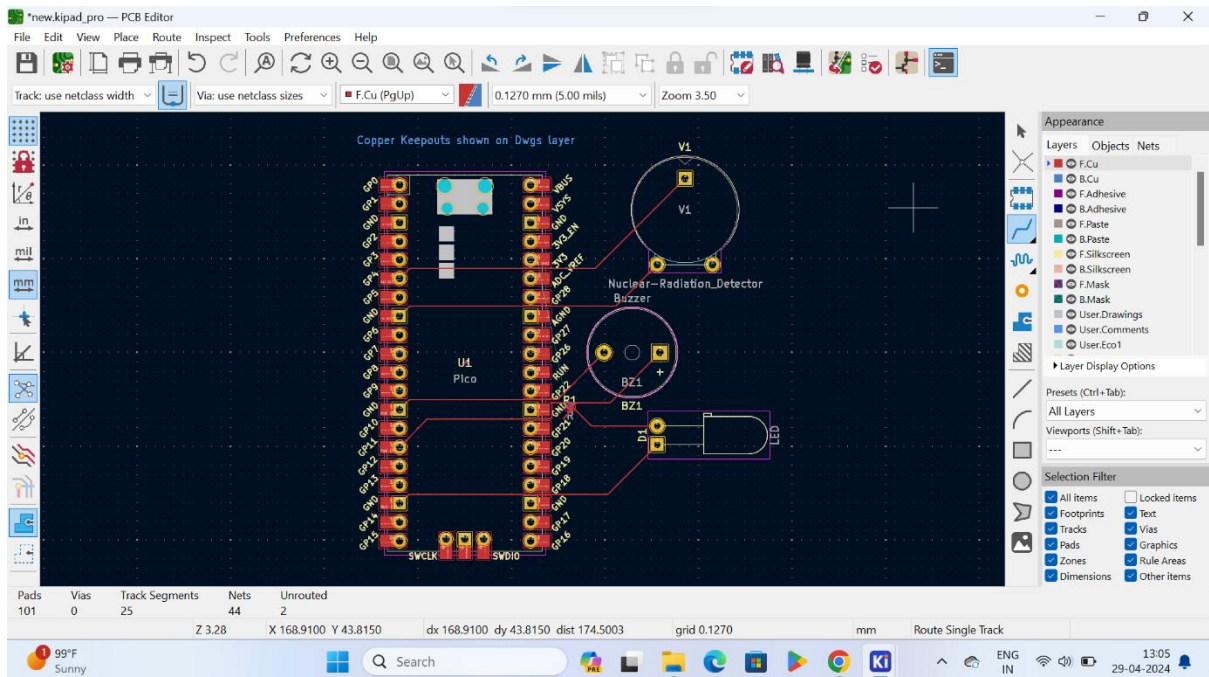 *new.kipad_pro — PCB Editor
File Edit View Place Route Inspect Tools Preferences Help
Track: use netclass width Via: use netclass sizes F.Cu (PgUp) 0.1270 mm (5.00 mils) Zoom 3.50
in
mil
mm
Copper Keepouts shown on Dwgs layer
GP0
GP1
GND
GP2
GP3
GP4
GP5
GND
GP6
GP7
GP8
GP9
GND
GP10
GP11
GP12
GP13
GND
GP14
GP15
U1
Pico
SWCLK SWDIO
VBUS
VSYS
GND
3V3_EN
3V3
ADC_VREF
GP28
AGND
GP27
GP26
RUN
GP22
GND
GP21
GP20
GP19
GP18
GND
GP17
GP16
V1
V1
Nuclear-Radiation_Detector
Buzzer
+
BZ1
BZ1
D1
LED
Appearance
Layers Objects Nets
F.Cu
B.Cu
F.Adhesive
B.Adhesive
F.Paste
B.Paste
F.Silkscreen
B.Silkscreen
F.Mask
B.Mask
User.Drawings
User.Comments
User.Eco1
Layer Display Options
Presets (Ctrl+Tab):
All Layers
Viewports (Shift+Tab):
---
Selection Filter
All items Locked items
Footprints Text
Tracks Vias
Pads Graphics
Zones Rule Areas
Dimensions Other items
Pads Vias Track Segments Nets Unrouted
101 0 25 44 2
Z 3.28 X 168.9100 Y 43.8150 dx 168.9100 dy 43.8150 dist 174.5003 grid 0.1270 mm Route Single Track
1
99°F
Sunny
Search
PRE
Ki
ENG
IN
13:05
29-04-2024